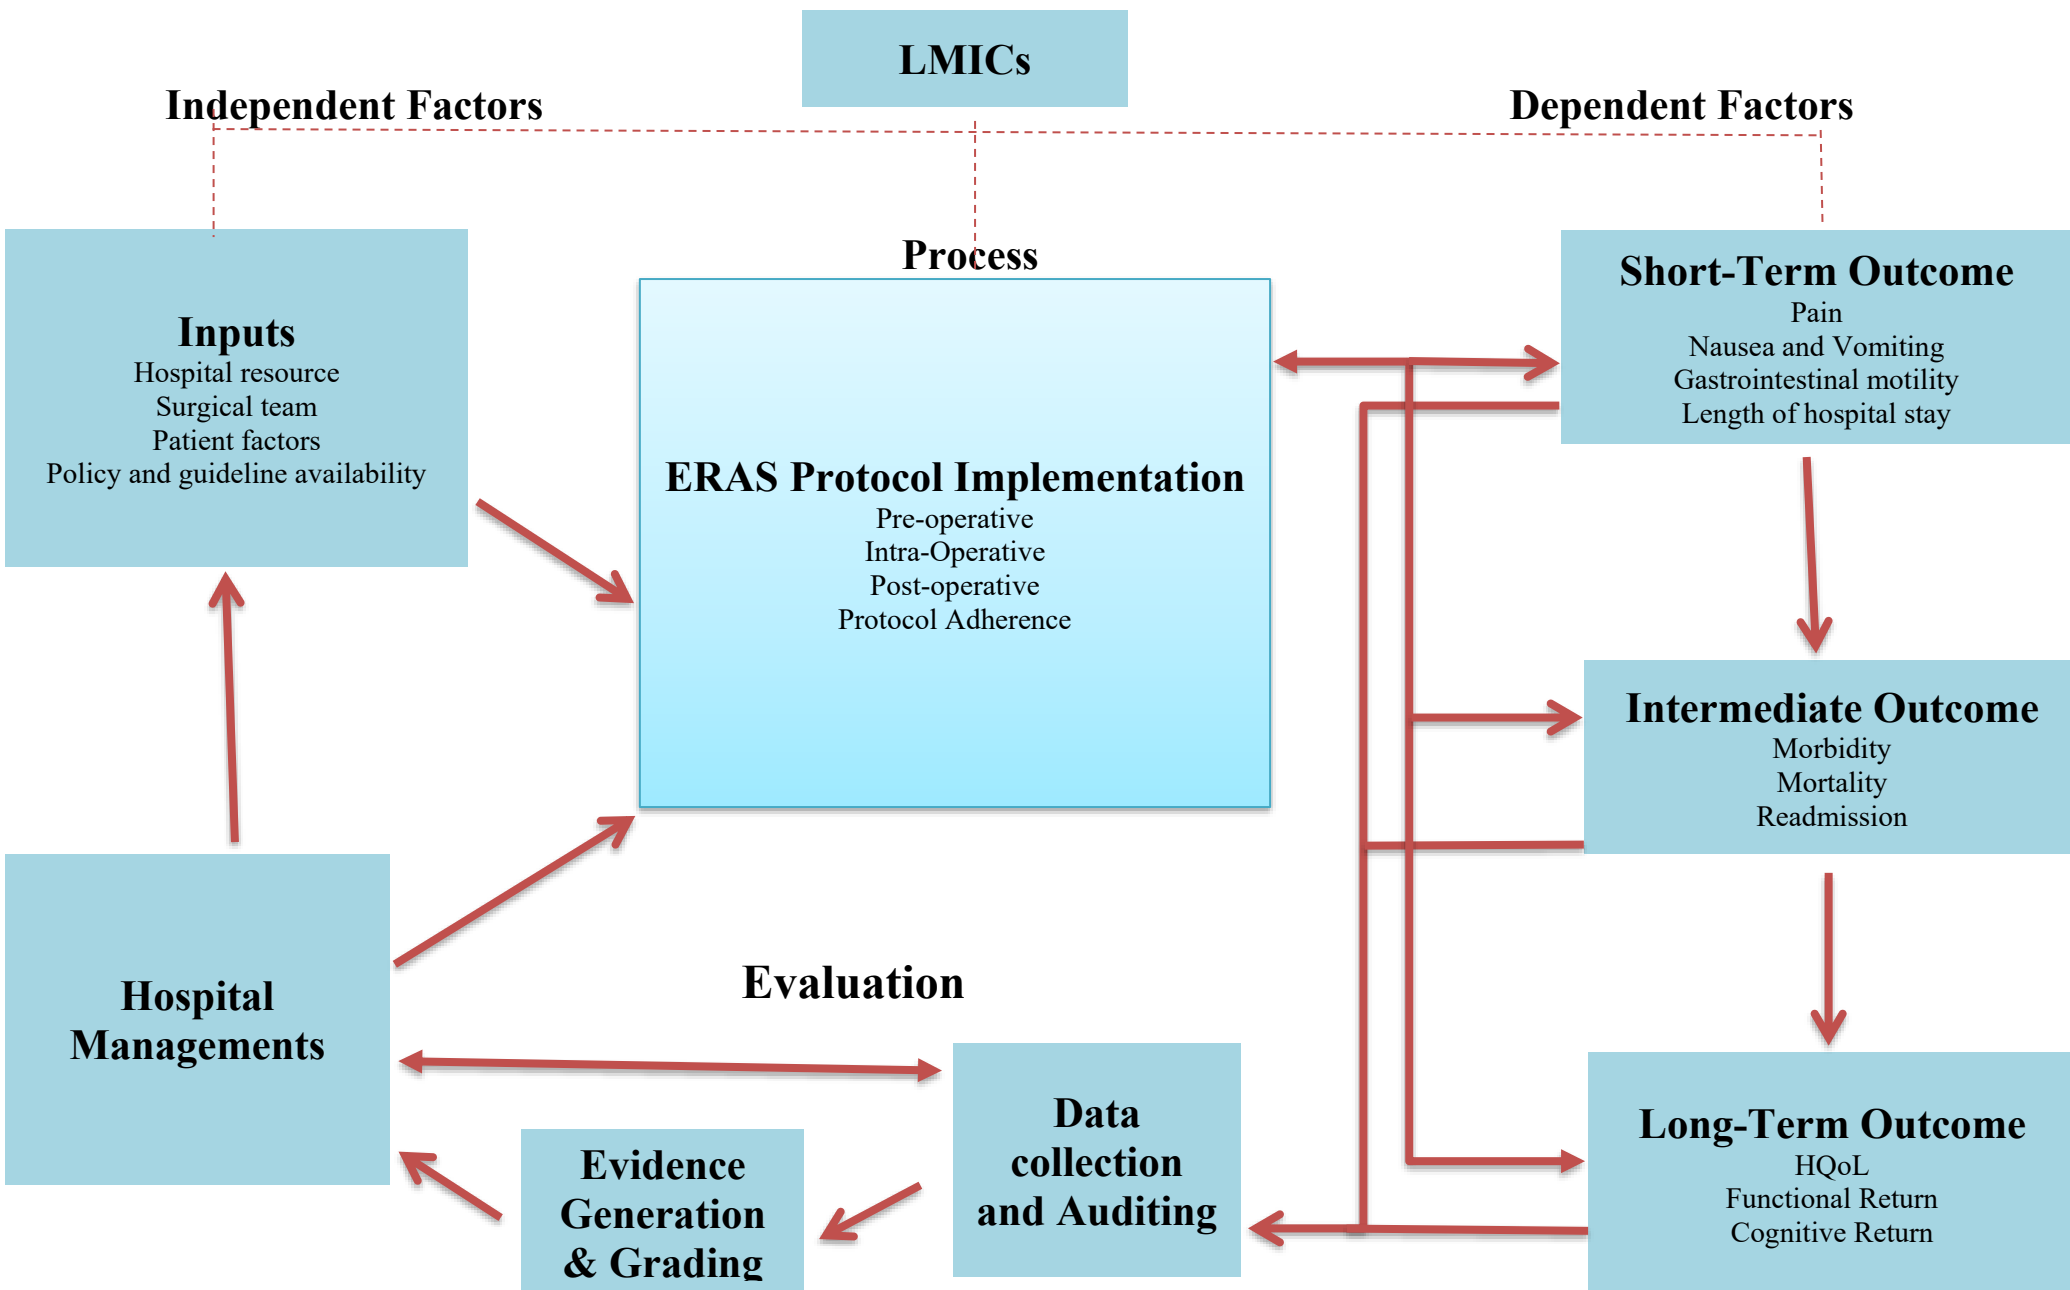 LMICs
Independent Factors
Dependent Factors
Inputs
Hospital resource
Surgical team
Patient factors
Policy and guideline availability
Process
ERAS Protocol Implementation
Pre-operative
Intra-Operative
Post-operative
Protocol Adherence
Short-Term Outcome
Pain
Nausea and Vomiting
Gastrointestinal motility
Length of hospital stay
Intermediate Outcome
Morbidity
Mortality
Readmission
Hospital
Managements
Evaluation
Evidence
Generation
& Grading
Data
collection
and Auditing
Long-Term Outcome
HQoL
Functional Return
Cognitive Return